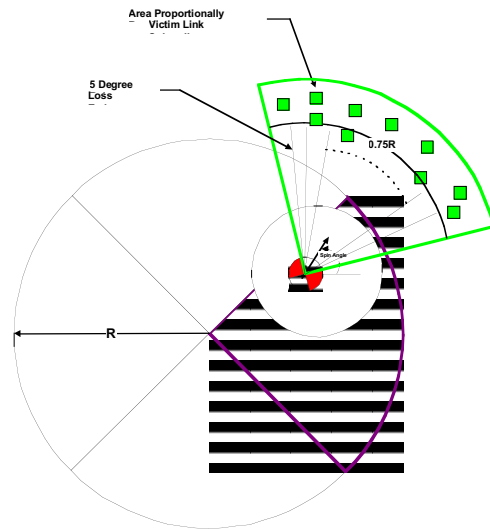 Area Proportionally
Victim Link
5 Degree
Loss
0.75R
Spin Angle
R